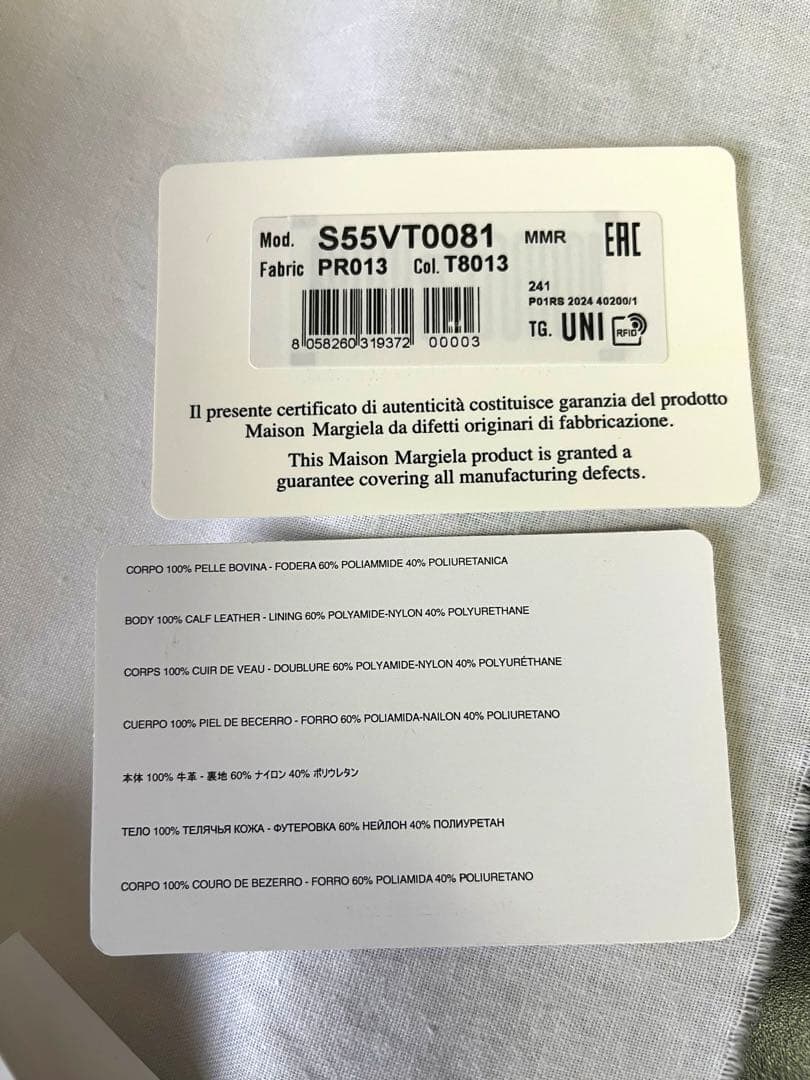 Mod. S55VT0081 MMR EAC
Fabric PR013 Col. T8013
241
P01RS 2024 40200/1
TG. UNI RFID
8 058260 319372 00003
Il presente certificato di autenticità costituisce garanzia del prodotto
Maison Margiela da difetti originari di fabbricazione.
This Maison Margiela product is granted a
guarantee covering all manufacturing defects.
CORPO 100% PELLE BOVINA - FODERA 60% POLIAMMIDE 40% POLIURETANICA
BODY 100% CALF LEATHER - LINING 60% POLYAMIDE-NYLON 40% POLYURETHANE
CORPS 100% CUIR DE VEAU - DOUBLURE 60% POLYAMIDE-NYLON 40% POLYURÉTHANE
CUERPO 100% PIEL DE BECERRO - FORRO 60% POLIAMIDA-NAILON 40% POLIURETANO
本体 100% 牛革 - 裏地 60% ナイロン 40% ポリウレタン
ТЕЛО 100% ТЕЛЯЧЬЯ КОЖА - ФУТЕРОВКА 60% НЕЙЛОН 40% ПОЛИУРЕТАН
CORPO 100% COURO DE BEZERRO - FORRO 60% POLIAMIDA 40% POLIURETANO